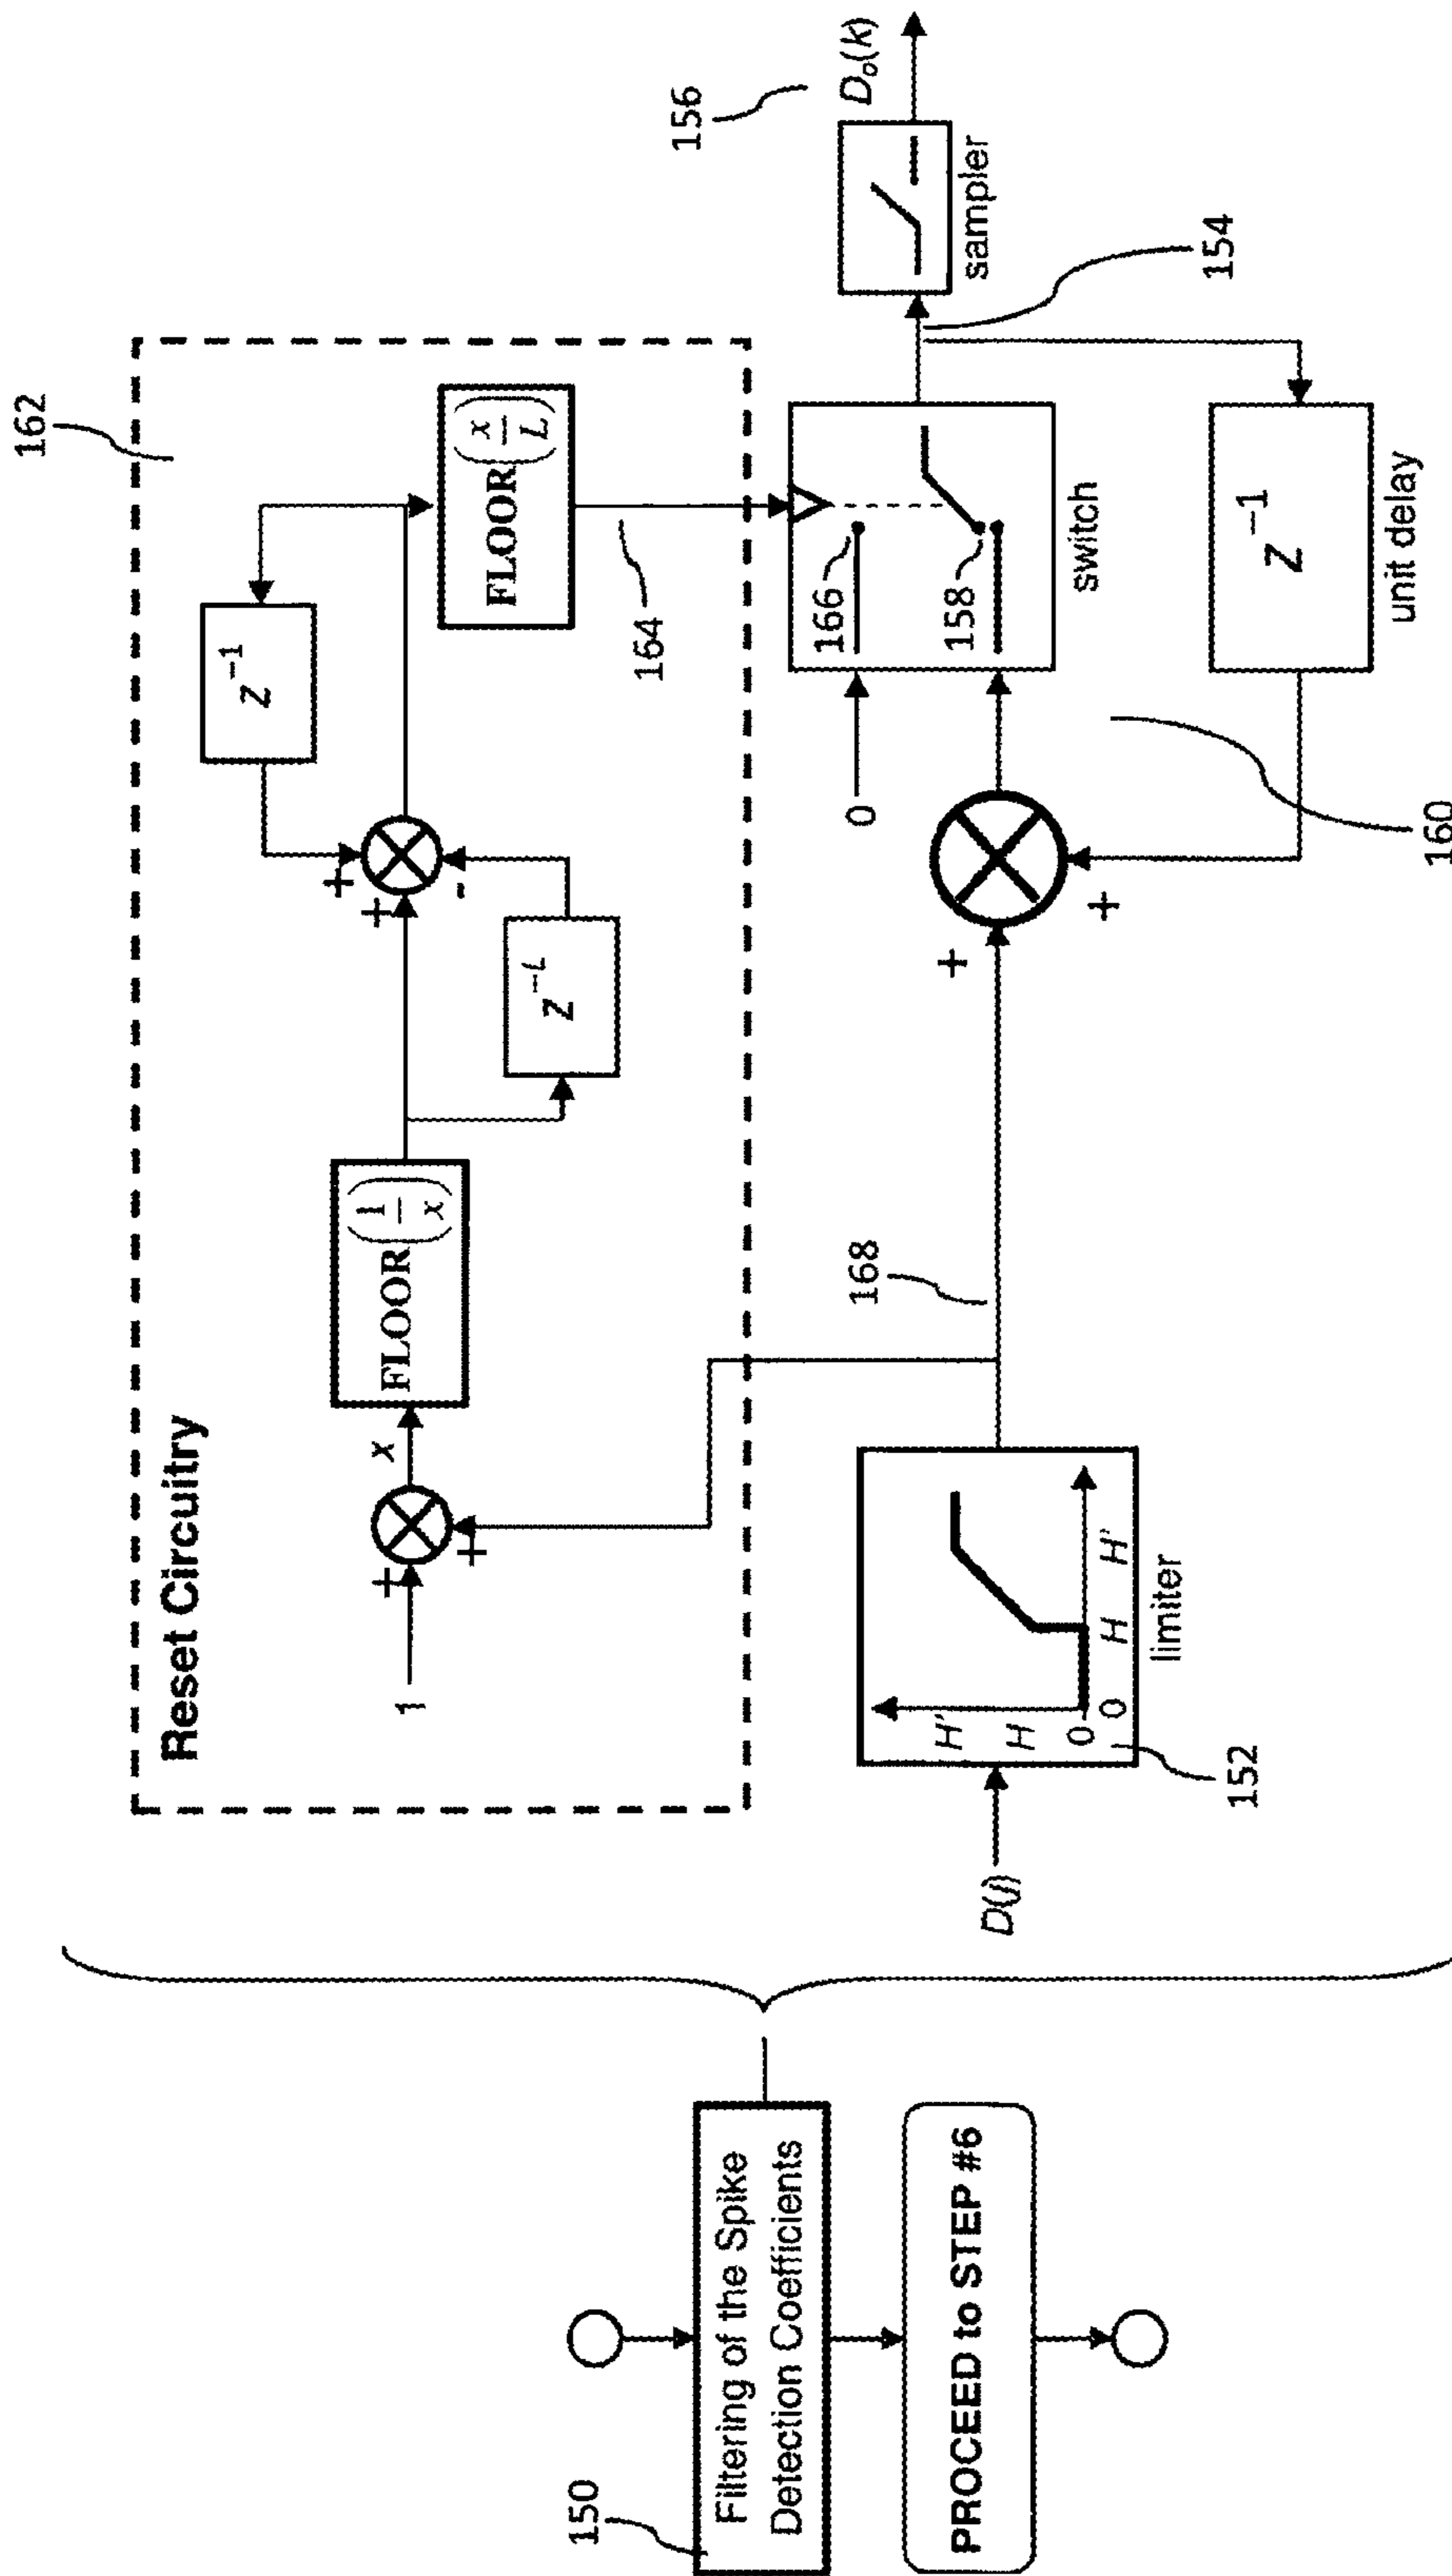 150
Filtering of the Spike
Detection Coefficients
PROCEED to STEP #6
162
Reset Circuitry
1
+
+
x
FLOOR(1/x)
z^-L
+
+
-
z^-1
FLOOR(x/L)
164
D(j)
H'
H
0
0
H
H'
limiter
152
168
+
+
0
166
158
switch
160
z^-1
unit delay
154
sampler
156
D_o(k)